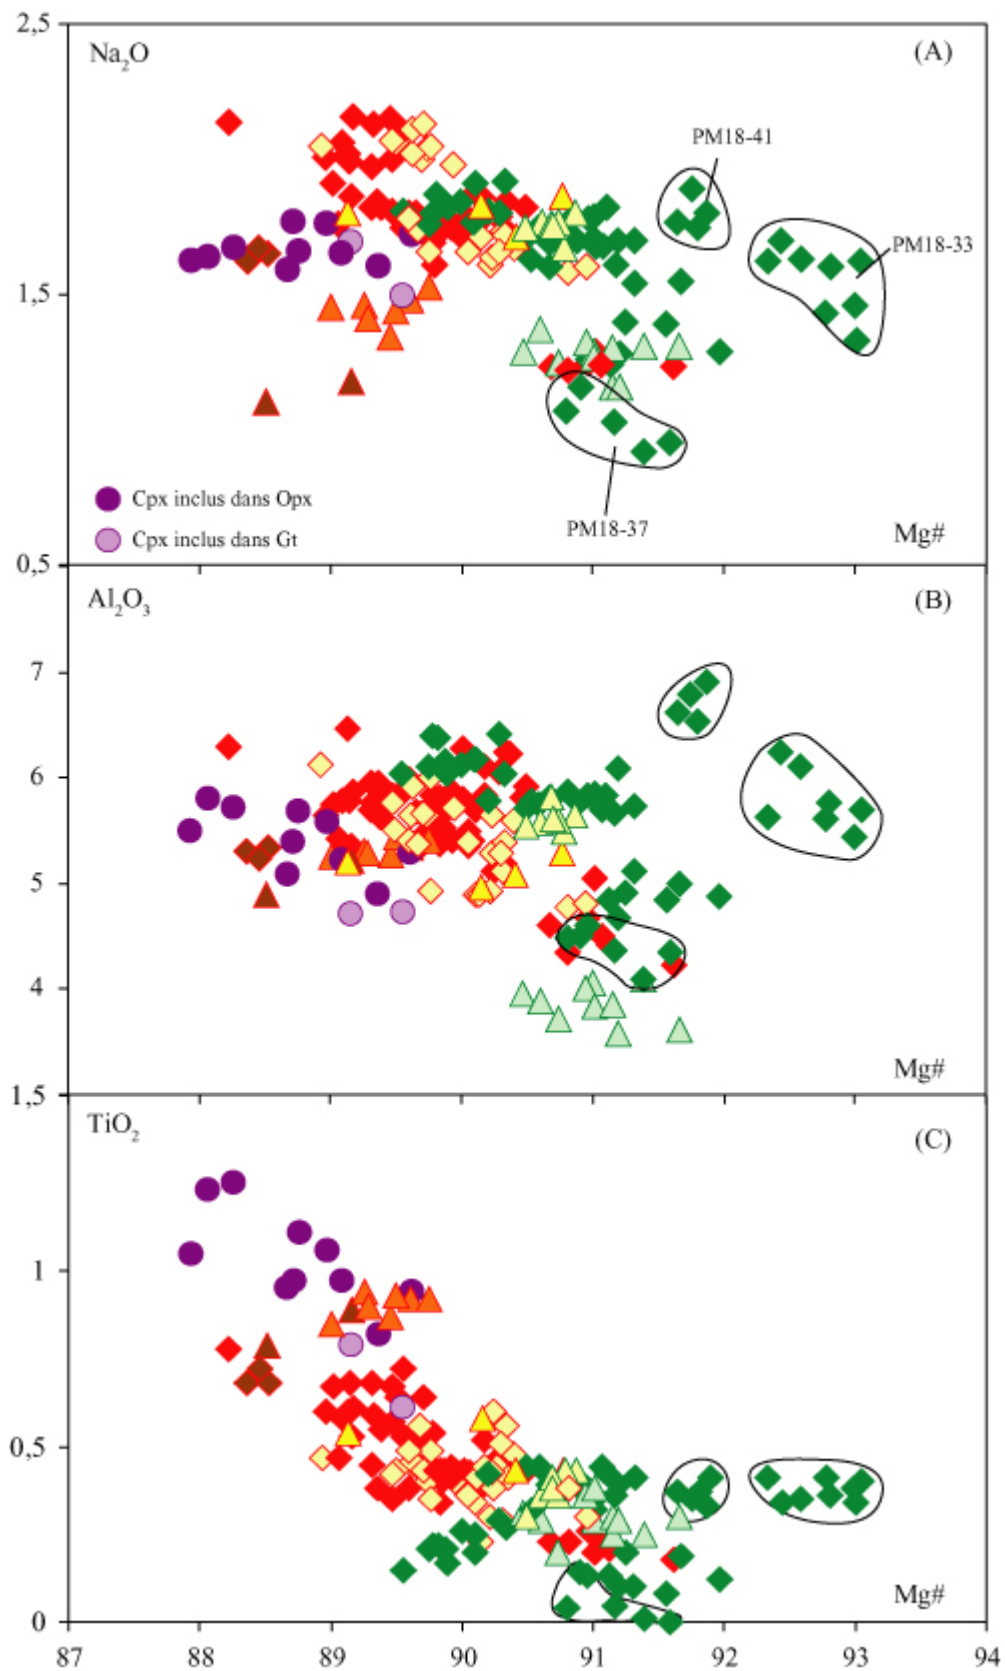 2,5
Na₂O
(A)
PM18-41
PM18-33
1,5
Cpx inclus dans Opx
Cpx inclus dans Gt
PM18-37
Mg#
0,5
Al₂O₃
(B)
7
6
5
4
Mg#
1,5
TiO₂
(C)
1
0,5
Mg#
0
87 88 89 90 91 92 93 94